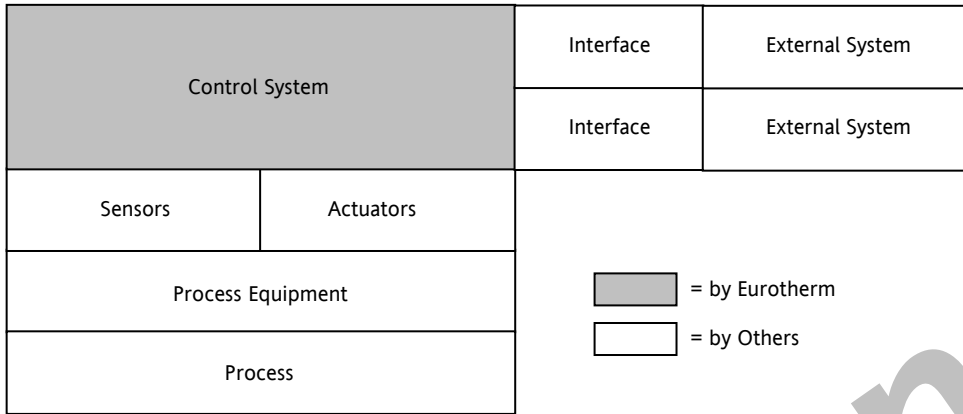 Control System
Interface
External System
Interface
External System
Sensors
Actuators
Process Equipment
Process
= by Eurotherm
= by Others